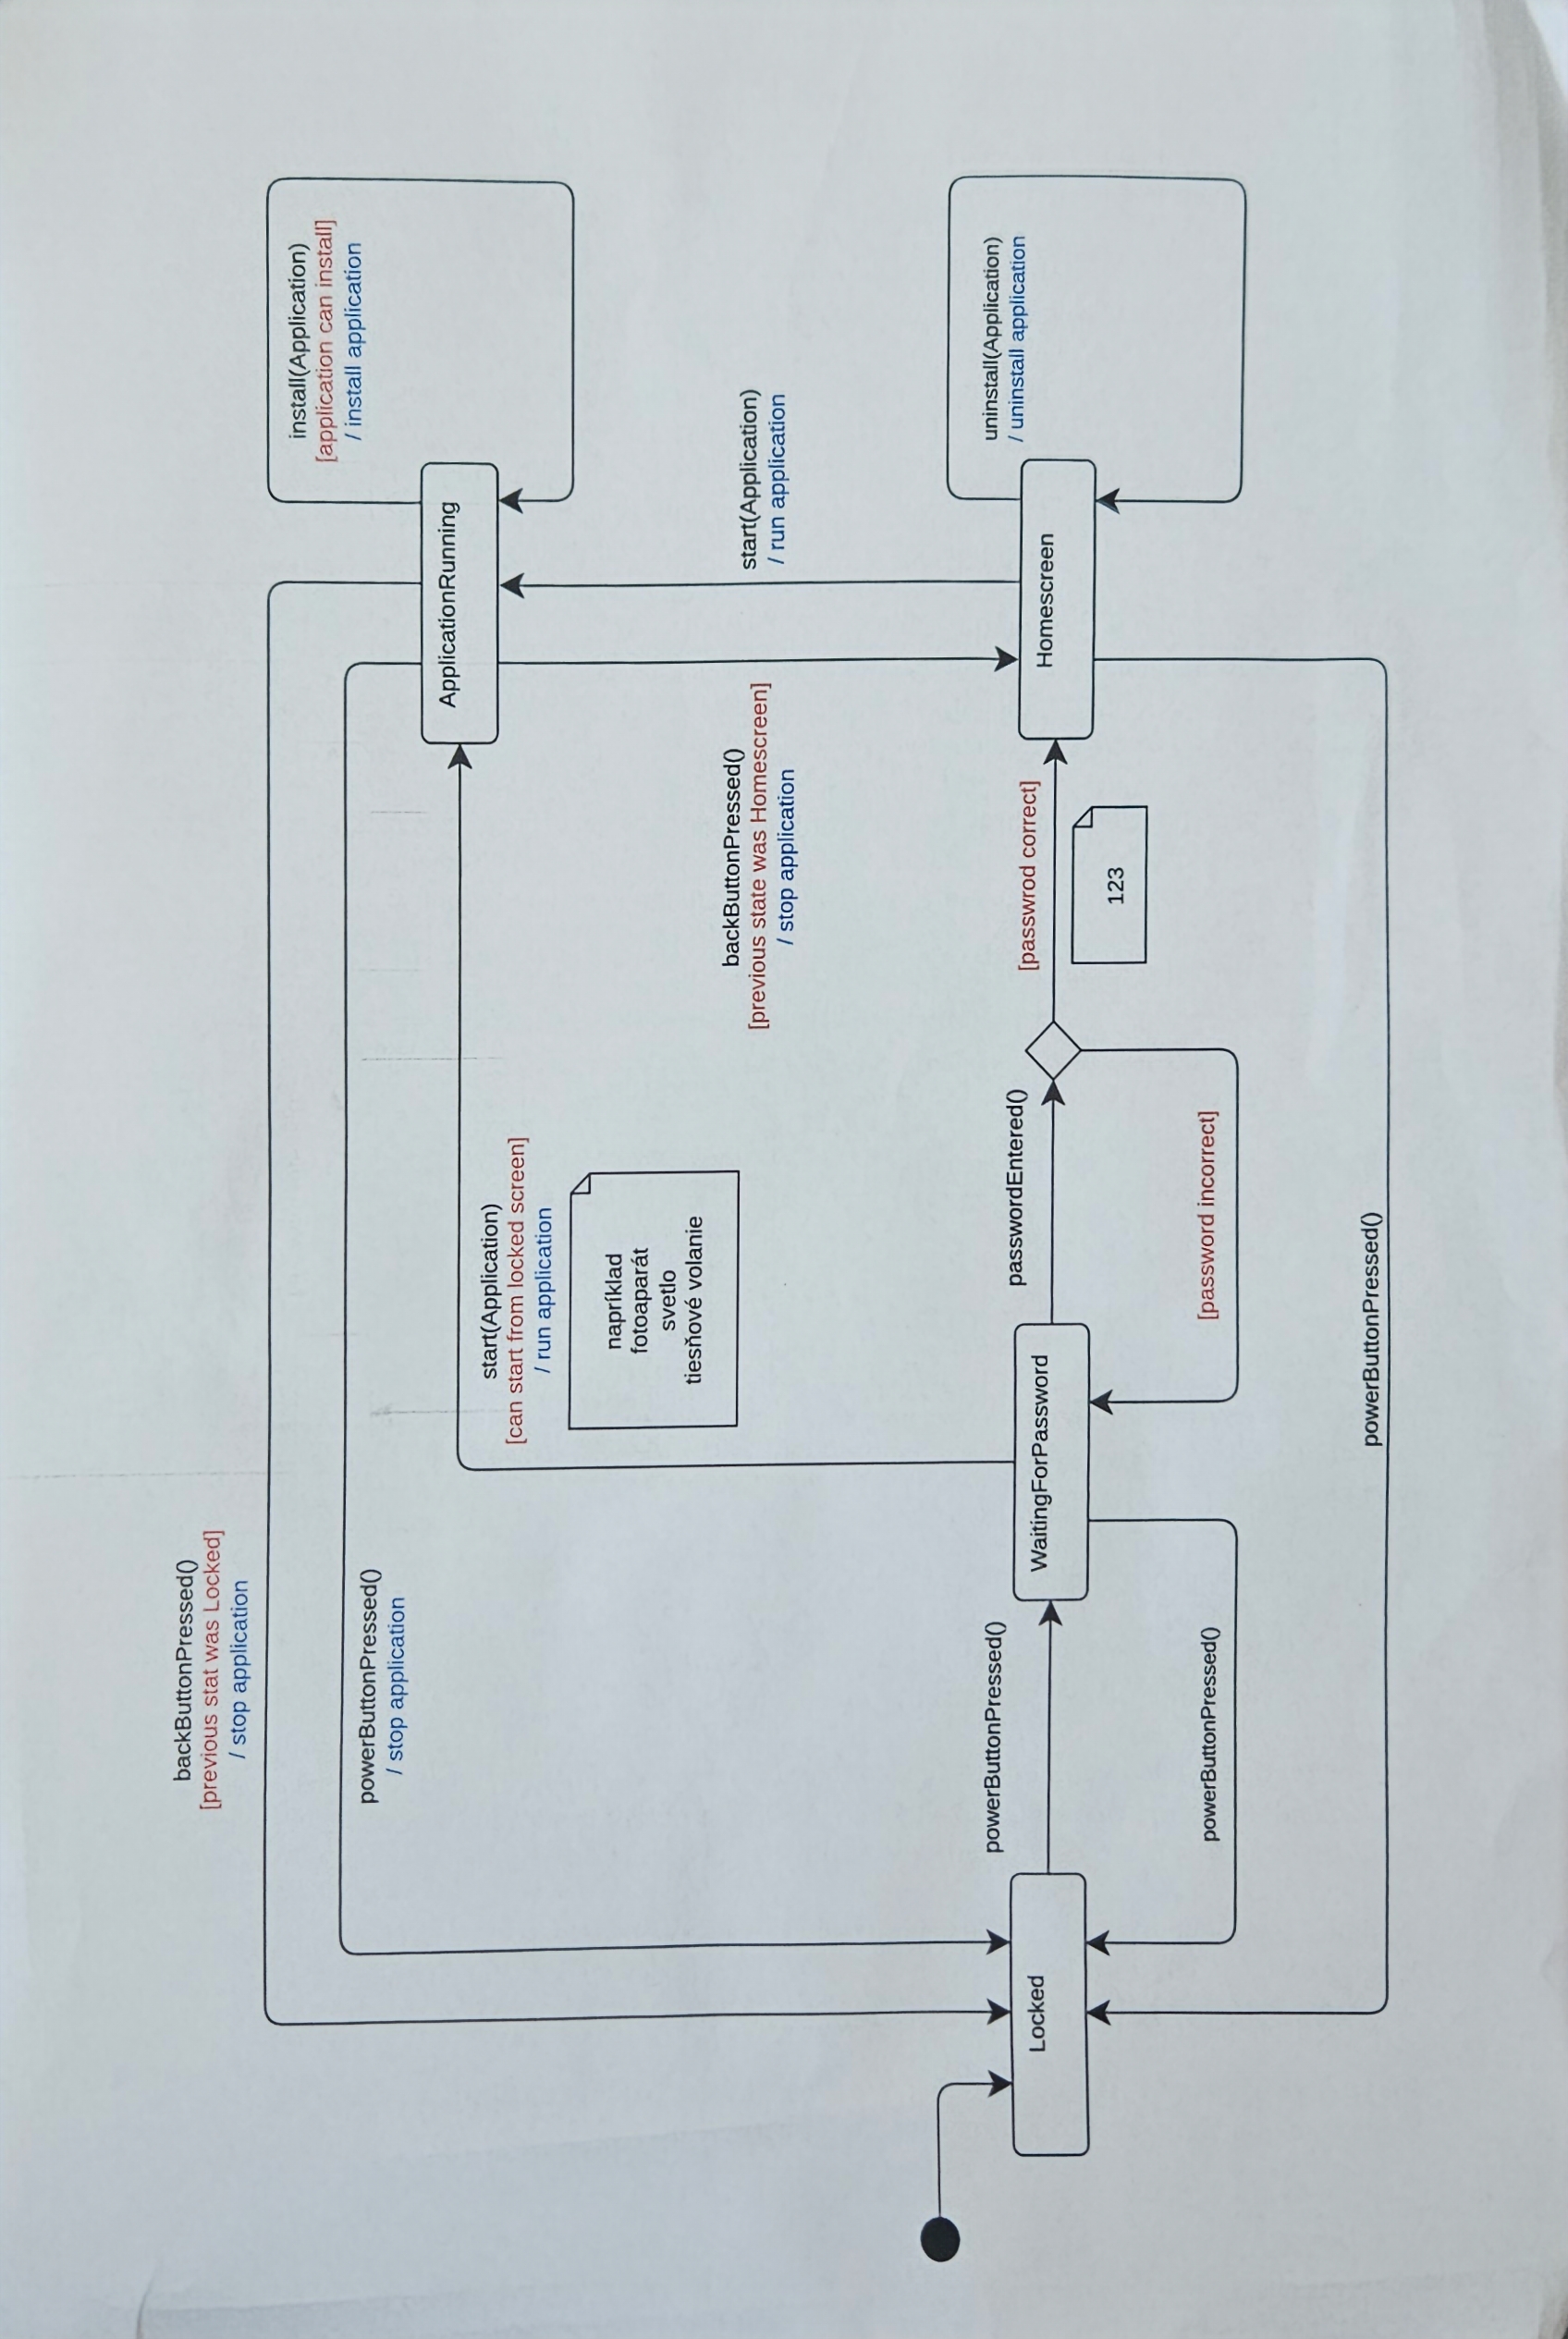 backButtonPressed()
[previous stat was Locked]
/ stop application
powerButtonPressed()
/ stop application
install(Application)
[application can install]
/ install application
ApplicationRunning
start(Application)
[can start from locked screen]
/ run application
napríklad
fotoaparát
svetlo
tiesňové volanie
backButtonPressed()
[previous state was Homescreen]
/ stop application
start(Application)
/ run application
uninstall(Application)
/ uninstall application
Locked
powerButtonPressed()
WaitingForPassword
passwordEntered()
[passwrod correct]
Homescreen
123
powerButtonPressed()
[password incorrect]
powerButtonPressed()